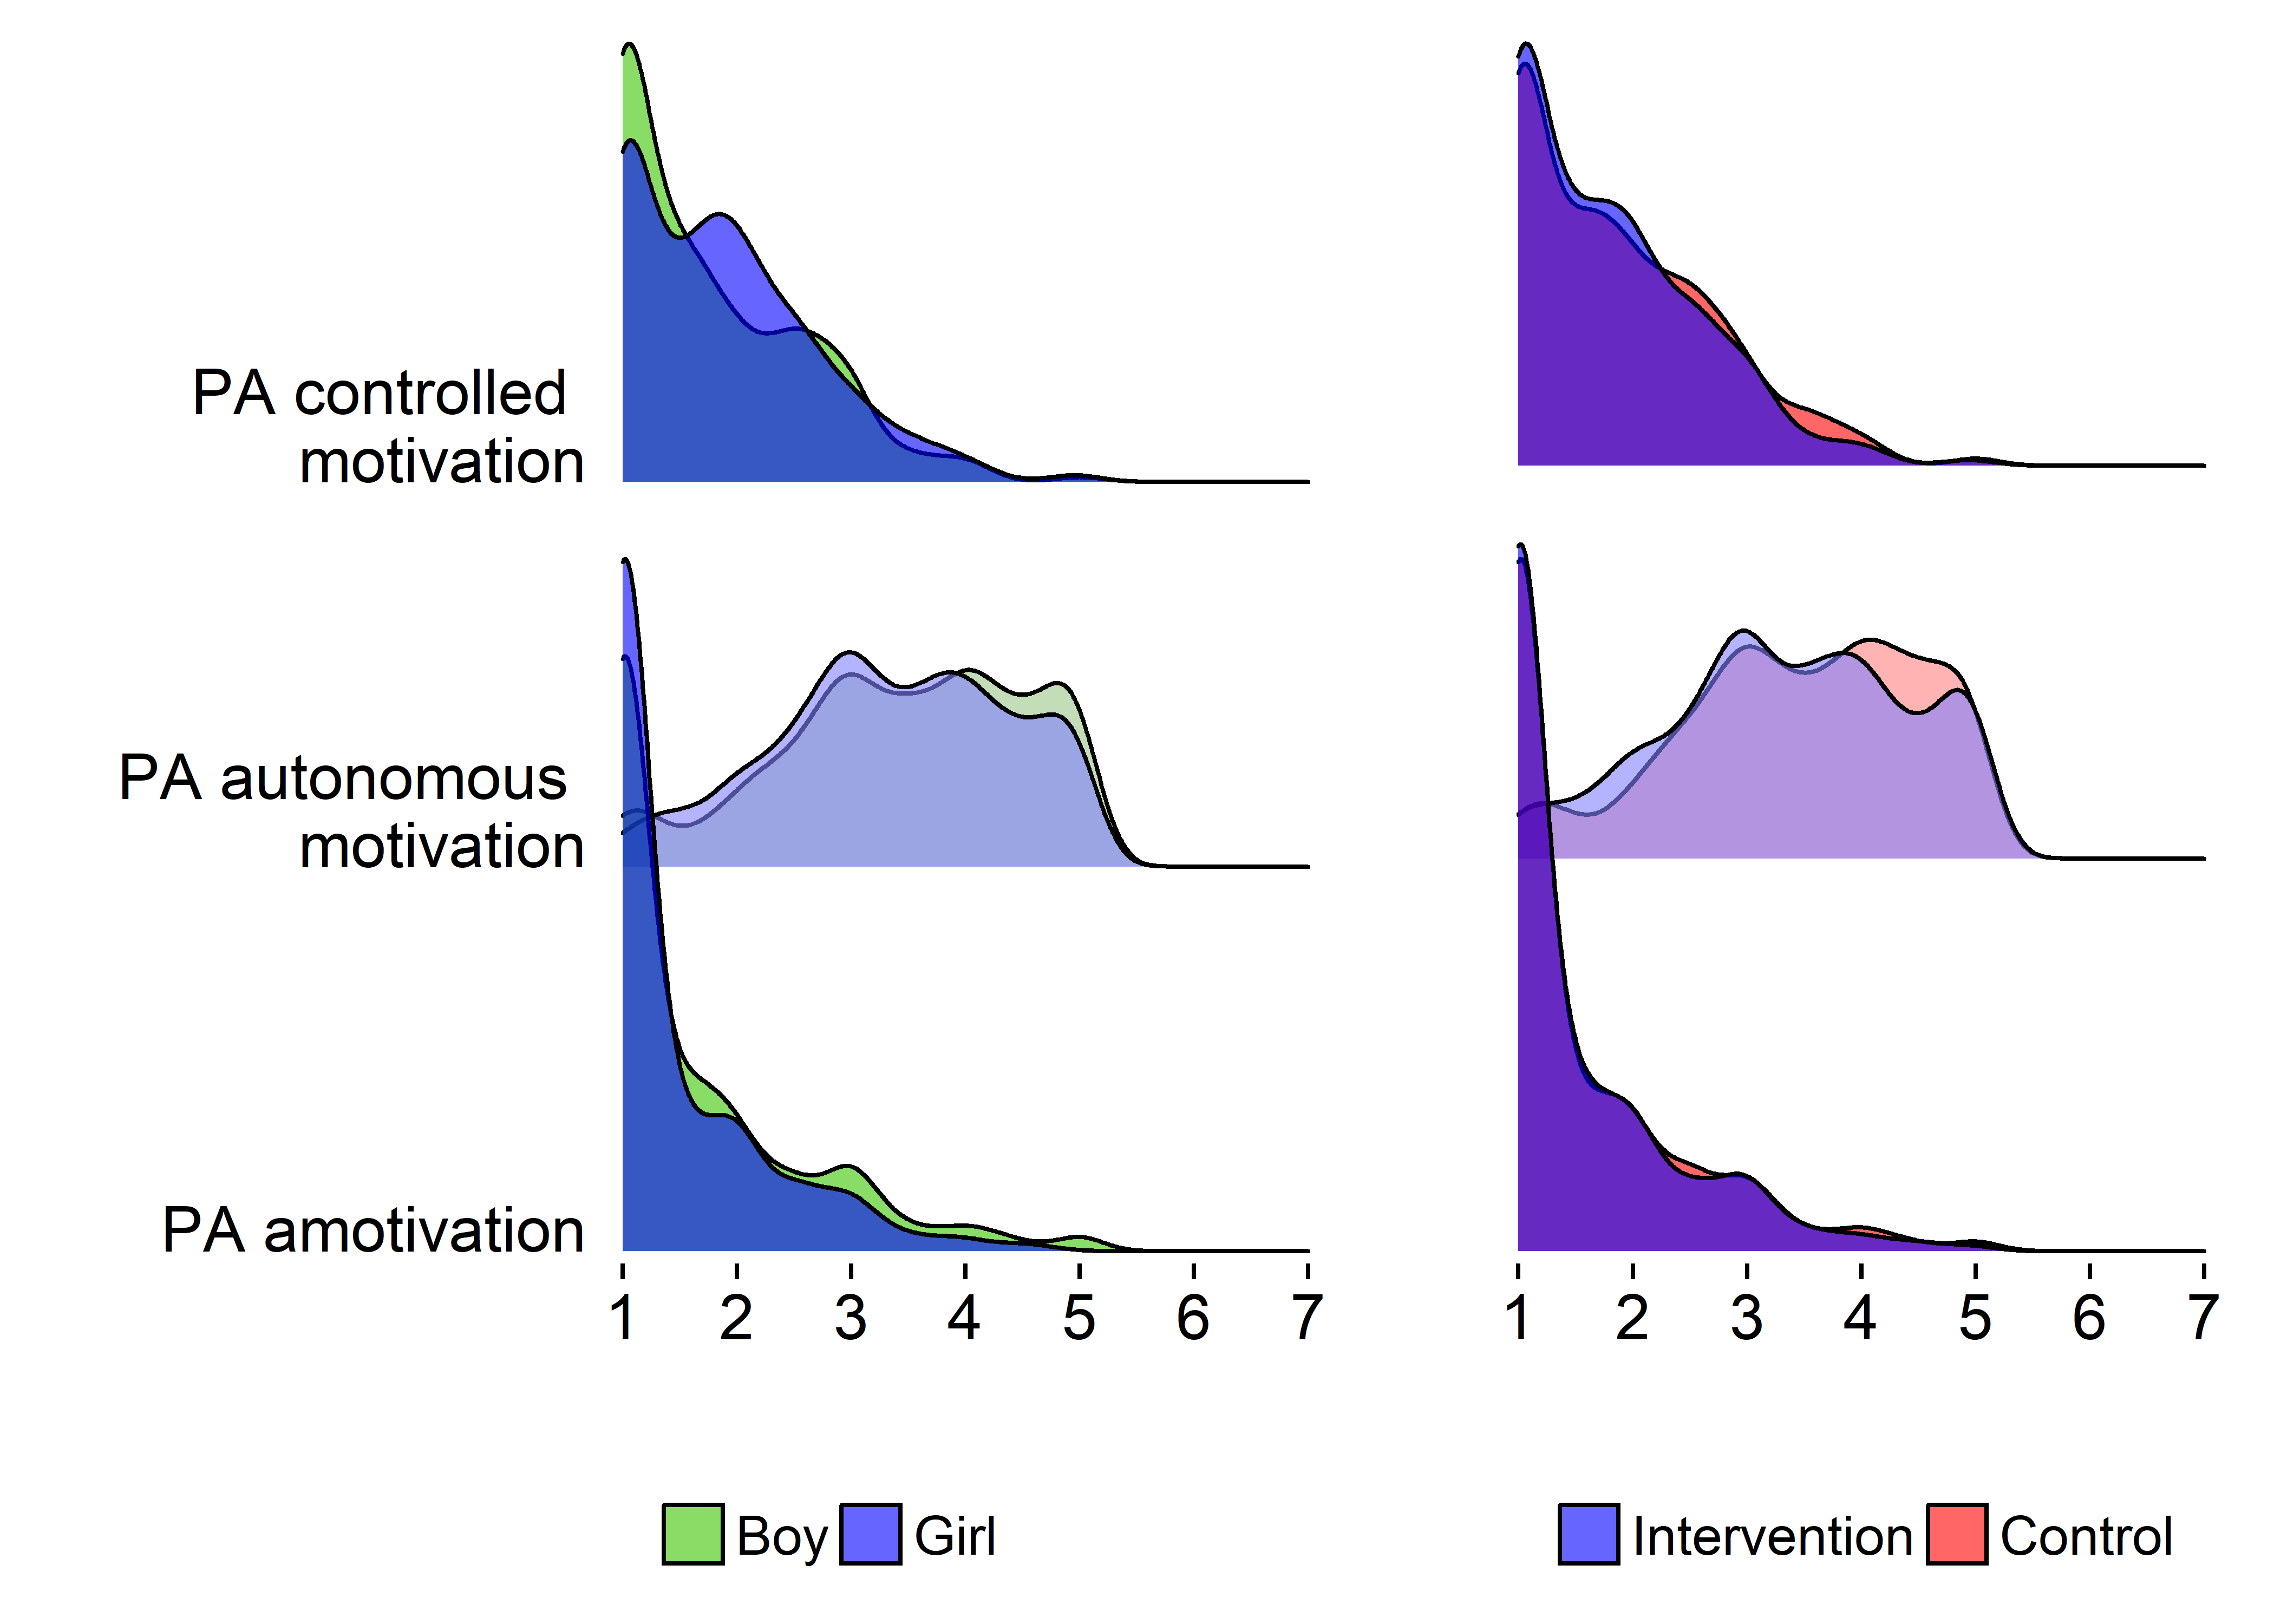 PA controlled
motivation
PA autonomous
motivation
PA amotivation
1 2 3 4 5 6 7
1 2 3 4 5 6 7
Boy Girl
Intervention Control